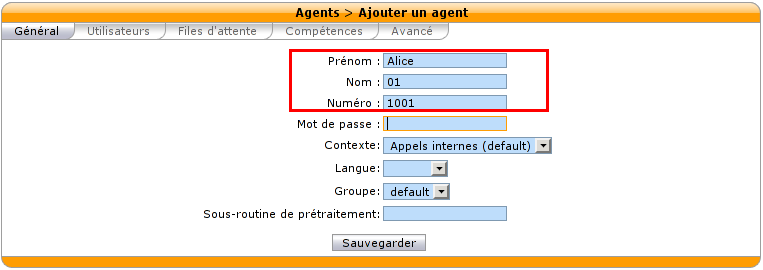 Agents > Ajouter un agent
Général Utilisateurs Files d'attente Compétences Avancé
Prénom : Alice
Nom : 01
Numéro : 1001
Mot de passe :
Contexte: Appels internes (default)
Langue:
Groupe: default
Sous-routine de prétraitement:
Sauvegarder